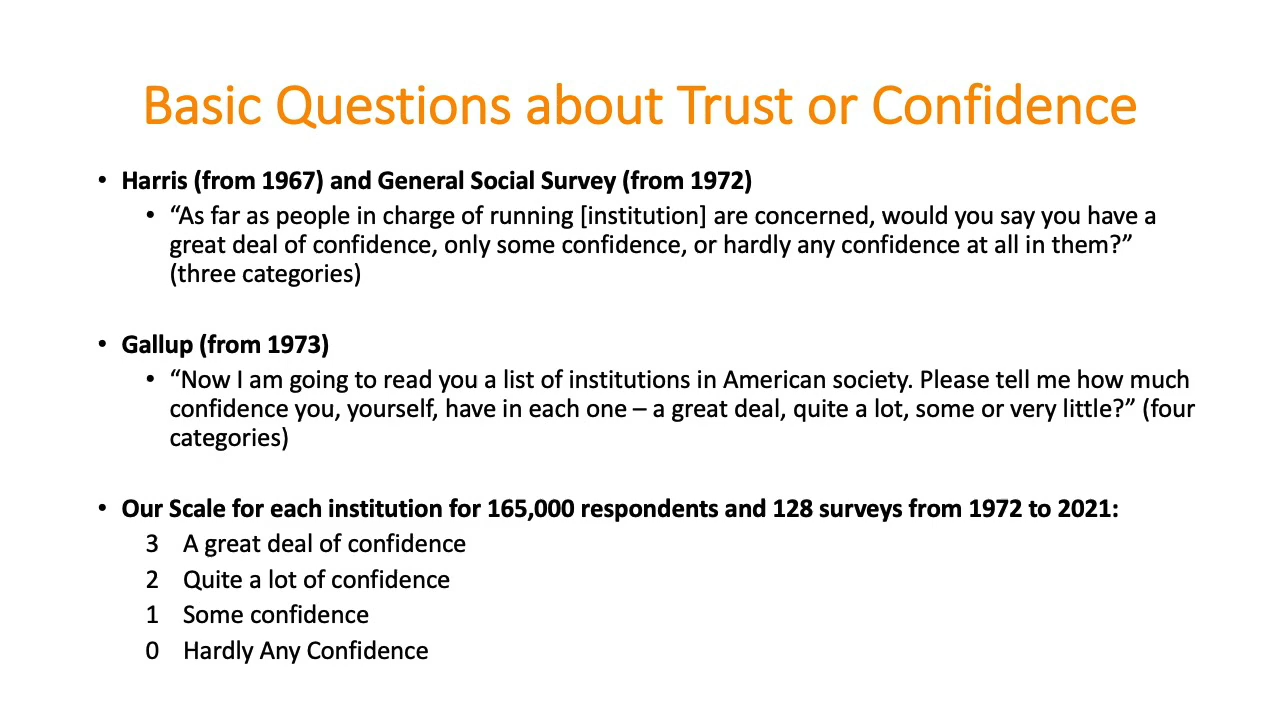 Basic Questions about Trust or Confidence
• Harris (from 1967) and General Social Survey (from 1972)
• “As far as people in charge of running [institution] are concerned, would you say you have a
great deal of confidence, only some confidence, or hardly any confidence at all in them?”
(three categories)
• Gallup (from 1973)
• “Now I am going to read you a list of institutions in American society. Please tell me how much
confidence you, yourself, have in each one – a great deal, quite a lot, some or very little?” (four
categories)
• Our Scale for each institution for 165,000 respondents and 128 surveys from 1972 to 2021:
3 A great deal of confidence
2 Quite a lot of confidence
1 Some confidence
0 Hardly Any Confidence